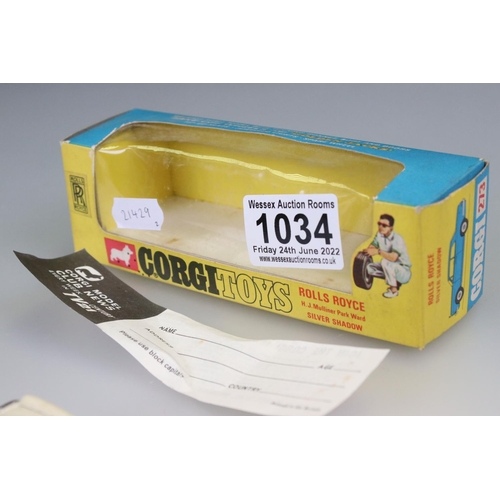 21429
Wessex Auction Rooms
1034
Friday 24th June 2022
www.wessexauctionrooms.co.uk
CORGI TOYS
ROLLS ROYCE
H.J. Mulliner Park Ward
SILVER SHADOW
ROLLS ROYCE
SILVER SHADOW
CORGI 273
MODEL
CLUB NEWS
NAME
AGE
ADDRESS
COUNTRY
Please use block capitals